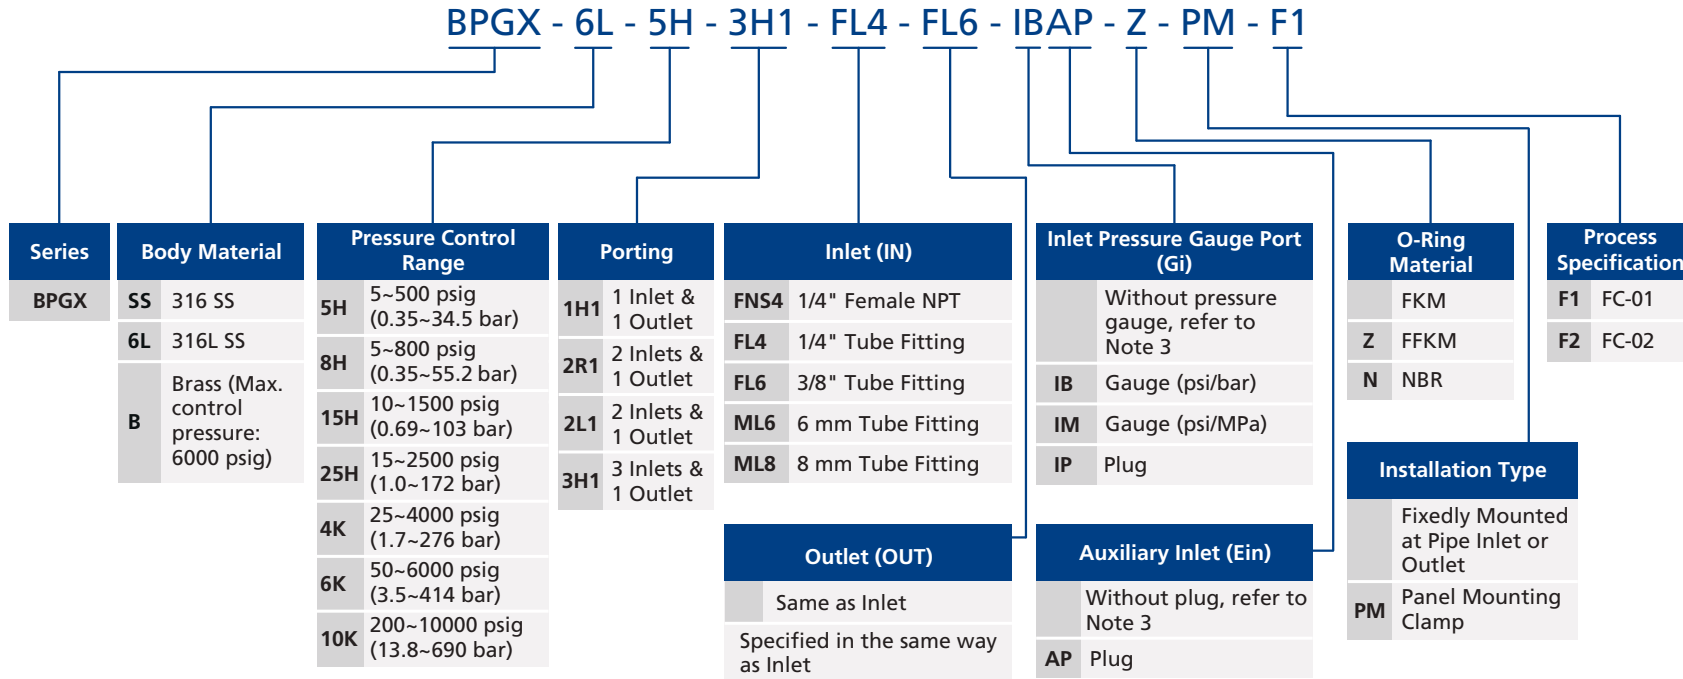 BPGX - 6L - 5H - 3H1 - FL4 - FL6 - IBAP - Z - PM - F1
Series
BPGX
Body Material
SS 316 SS
6L 316L SS
B Brass (Max.
control
pressure:
6000 psig)
Pressure Control
Range
5H 5~500 psig
(0.35~34.5 bar)
8H 5~800 psig
(0.35~55.2 bar)
15H 10~1500 psig
(0.69~103 bar)
25H 15~2500 psig
(1.0~172 bar)
4K 25~4000 psig
(1.7~276 bar)
6K 50~6000 psig
(3.5~414 bar)
10K 200~10000 psig
(13.8~690 bar)
Porting
1H1 1 Inlet &
1 Outlet
2R1 2 Inlets &
1 Outlet
2L1 2 Inlets &
1 Outlet
3H1 3 Inlets &
1 Outlet
Inlet (IN)
FNS4 1/4" Female NPT
FL4 1/4" Tube Fitting
FL6 3/8" Tube Fitting
ML6 6 mm Tube Fitting
ML8 8 mm Tube Fitting
Outlet (OUT)
Same as Inlet
Specified in the same way
as Inlet
Inlet Pressure Gauge Port
(Gi)
Without pressure
gauge, refer to
Note 3
IB Gauge (psi/bar)
IM Gauge (psi/MPa)
IP Plug
Auxiliary Inlet (Ein)
Without plug, refer to
Note 3
AP Plug
O-Ring
Material
FKM
Z FFKM
N NBR
Installation Type
Fixedly Mounted
at Pipe Inlet or
Outlet
PM Panel Mounting
Clamp
Process
Specification
F1 FC-01
F2 FC-02